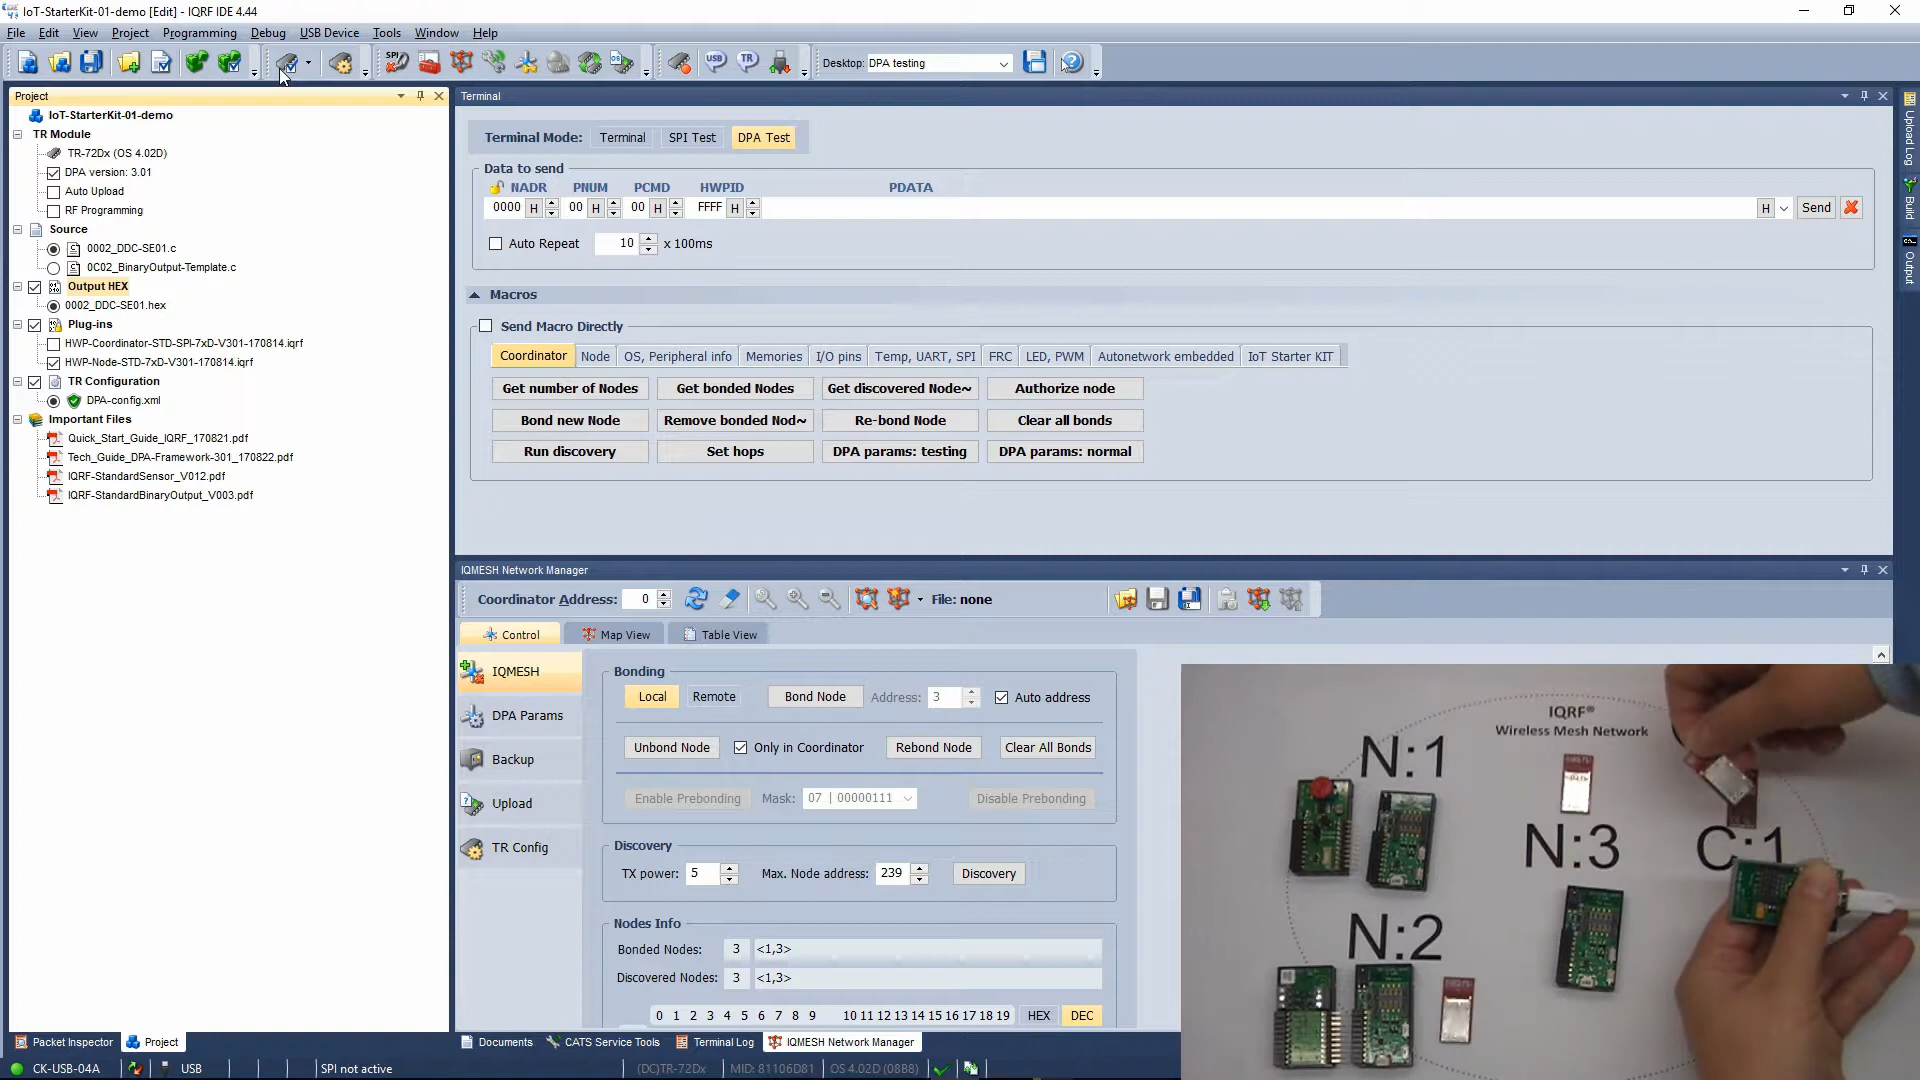 IoT-StarterKit-01-demo [Edit] - IQRF IDE 4.44
File Edit View Project Programming Debug USB Device Tools Window Help
SPI USB TR Desktop: DPA testing
Project
IoT-StarterKit-01-demo
TR Module
TR-72Dx (OS 4.02D)
DPA version: 3.01
Auto Upload
RF Programming
Source
0002_DDC-SE01.c
0C02_BinaryOutput-Template.c
Output HEX
0002_DDC-SE01.hex
Plug-ins
HWP-Coordinator-STD-SPI-7xD-V301-170814.iqrf
HWP-Node-STD-7xD-V301-170814.iqrf
TR Configuration
DPA-config.xml
Important Files
Quick_Start_Guide_IQRF_170821.pdf
Tech_Guide_DPA-Framework-301_170822.pdf
IQRF-StandardSensor_V012.pdf
IQRF-StandardBinaryOutput_V003.pdf
Packet Inspector Project
Terminal
Terminal Mode: Terminal SPI Test DPA Test
Data to send
NADR PNUM PCMD HWPID PDATA
0000 H 00 H 00 H FFFF H H Send
Auto Repeat 10 x 100ms
Macros
Send Macro Directly
Coordinator Node OS, Peripheral info Memories I/O pins Temp, UART, SPI FRC LED, PWM Autonetwork embedded IoT Starter KIT
Get number of Nodes Get bonded Nodes Get discovered Node~ Authorize node
Bond new Node Remove bonded Nod~ Re-bond Node Clear all bonds
Run discovery Set hops DPA params: testing DPA params: normal
Upload Log
Build
Output
IQMESH Network Manager
Coordinator Address: 0 File: none
Control Map View Table View
IQMESH
DPA Params
Backup
Upload
TR Config
Bonding
Local Remote Bond Node Address: 3 Auto address
Unbond Node Only in Coordinator Rebond Node Clear All Bonds
Enable Prebonding Mask: 07 | 00000111 Disable Prebonding
Discovery
TX power: 5 Max. Node address: 239 Discovery
Nodes Info
Bonded Nodes: 3 <1,3>
Discovered Nodes: 3 <1,3>
0 1 2 3 4 5 6 7 8 9 10 11 12 13 14 15 16 17 18 19 HEX DEC
Documents CATS Service Tools Terminal Log IQMESH Network Manager
IQRF®
Wireless Mesh Network
N:1
N:3
C:1
N:2
CK-USB-04A USB SPI not active (DC)TR-72Dx MID: 81106D81 OS 4.02D (08B8)